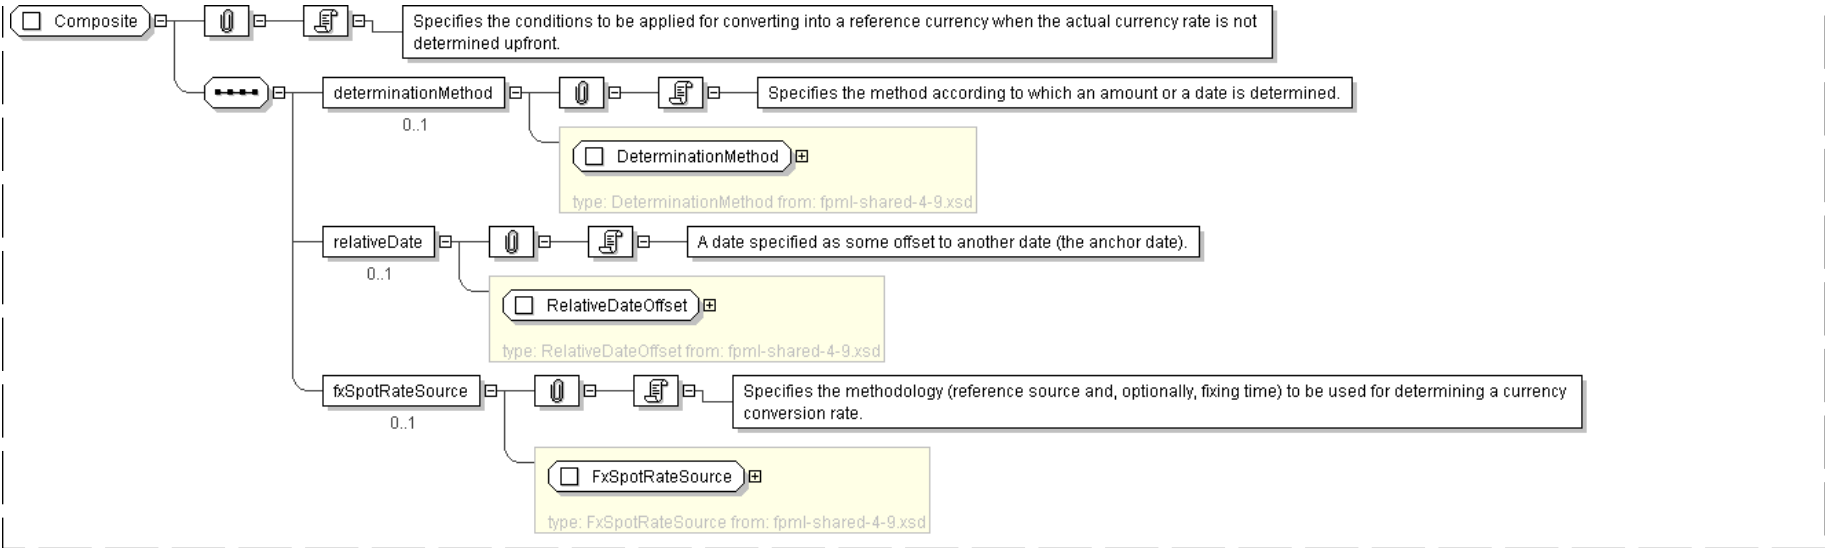 Composite
Specifies the conditions to be applied for converting into a reference currency when the actual currency rate is not
determined upfront.
determinationMethod
Specifies the method according to which an amount or a date is determined.
0..1
DeterminationMethod
type: DeterminationMethod from: fpml-shared-4-9.xsd
relativeDate
A date specified as some offset to another date (the anchor date).
0..1
RelativeDateOffset
type: RelativeDateOffset from: fpml-shared-4-9.xsd
fxSpotRateSource
Specifies the methodology (reference source and, optionally, fixing time) to be used for determining a currency
conversion rate.
0..1
FxSpotRateSource
type: FxSpotRateSource from: fpml-shared-4-9.xsd